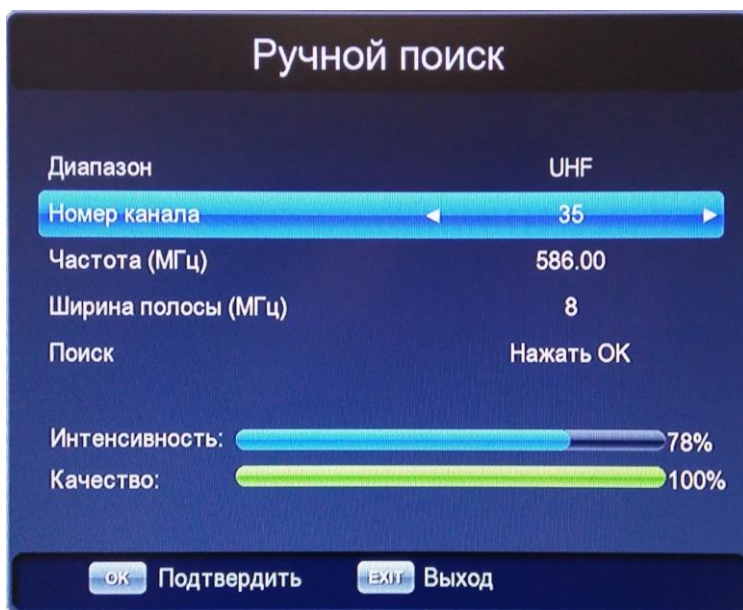 Ручной поиск
Диапазон UHF
Номер канала 35
Частота (МГц) 586.00
Ширина полосы (МГц) 8
Поиск Нажать OK
Интенсивность: 78%
Качество: 100%
OK Подтвердить EXIT Выход